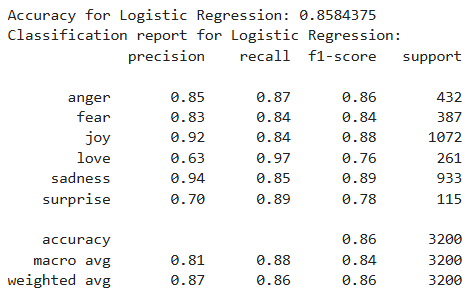 Accuracy for Logistic Regression: 0.8584375
Classification report for Logistic Regression:
precision recall f1-score support
anger 0.85 0.87 0.86 432
fear 0.83 0.84 0.84 387
joy 0.92 0.84 0.88 1072
love 0.63 0.97 0.76 261
sadness 0.94 0.85 0.89 933
surprise 0.70 0.89 0.78 115
accuracy 0.86 3200
macro avg 0.81 0.88 0.84 3200
weighted avg 0.87 0.86 0.86 3200